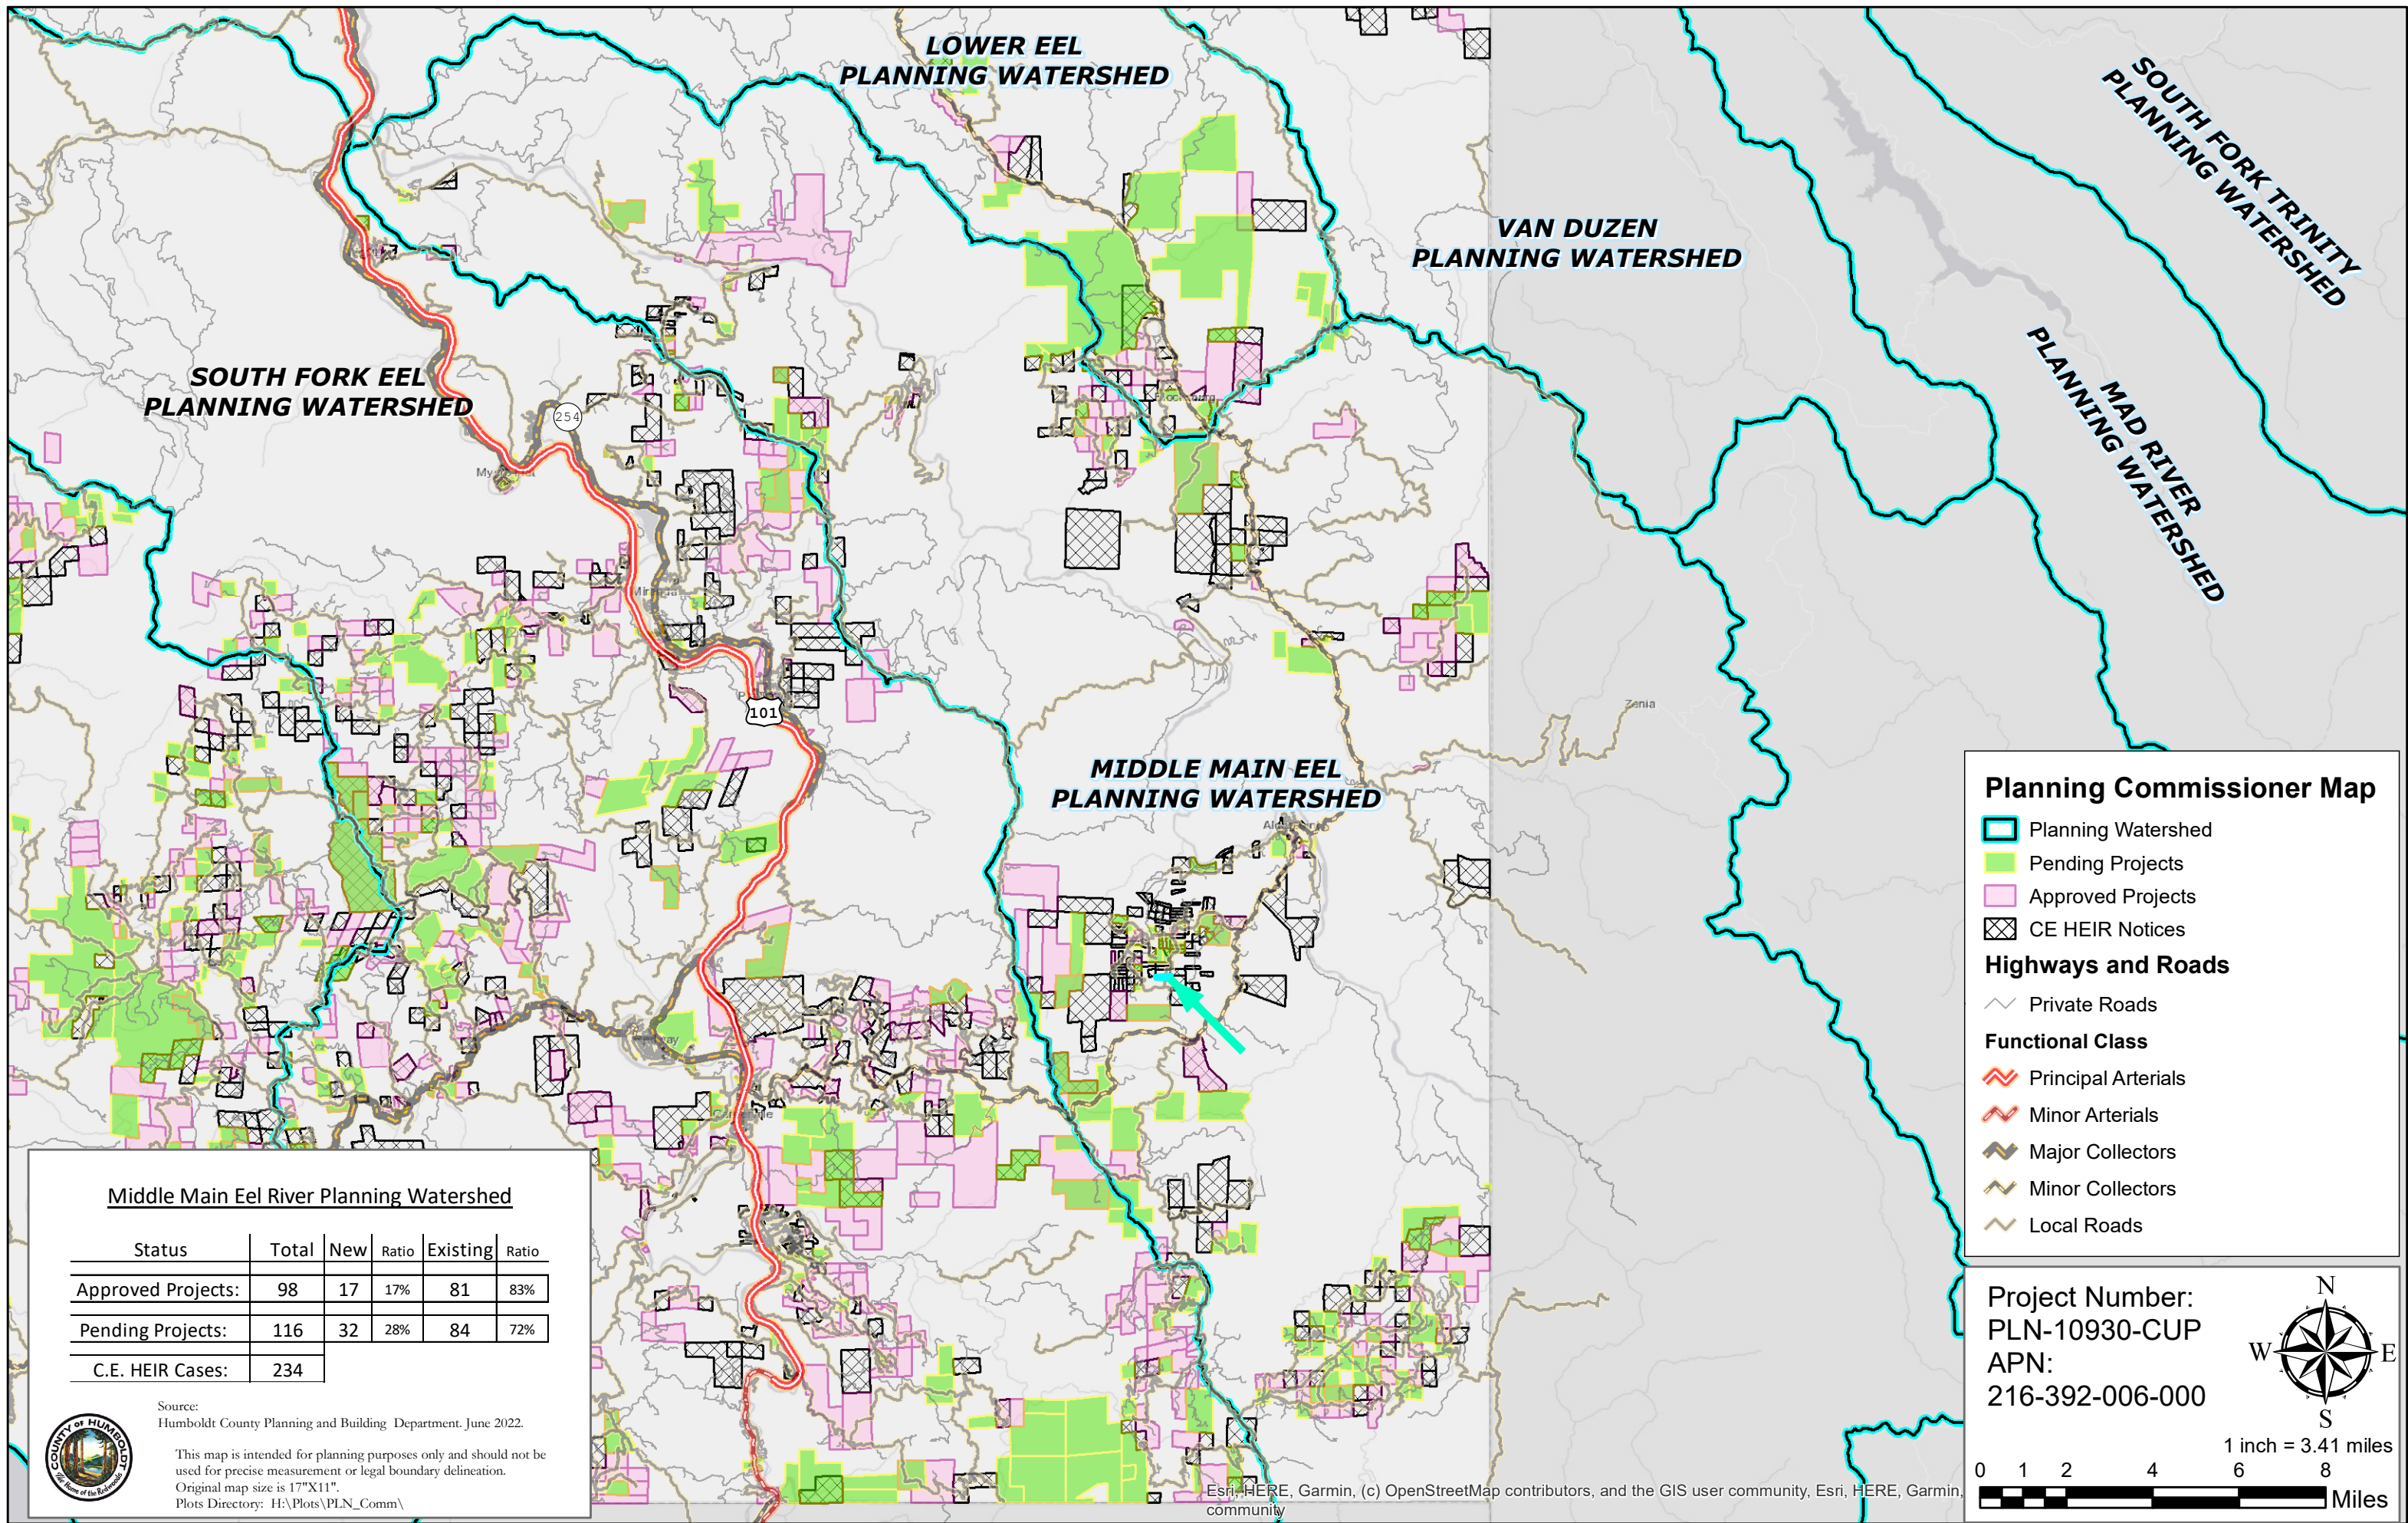 LOWER EEL
PLANNING WATERSHED
SOUTH FORK TRINITY
PLANNING WATERSHED
VAN DUZEN
PLANNING WATERSHED
MAD RIVER
PLANNING WATERSHED
SOUTH FORK EEL
PLANNING WATERSHED
254
101
Zenia
MIDDLE MAIN EEL
PLANNING WATERSHED
Planning Commissioner Map
Planning Watershed
Pending Projects
Approved Projects
CE HEIR Notices
Highways and Roads
Private Roads
Functional Class
Principal Arterials
Minor Arterials
Major Collectors
Minor Collectors
Local Roads
Middle Main Eel River Planning Watershed
Status Total New Ratio Existing Ratio
Approved Projects: 98 17 17% 81 83%
Pending Projects: 116 32 28% 84 72%
C.E. HEIR Cases: 234
Source:
Humboldt County Planning and Building Department. June 2022.
This map is intended for planning purposes only and should not be
used for precise measurement or legal boundary delineation.
Original map size is 17"X11".
Plots Directory: H:\Plots\PLN_Comm\
COUNTY OF HUMBOLDT
The Home of the Redwoods
Project Number:
PLN-10930-CUP
APN:
216-392-006-000
N
W E
S
1 inch = 3.41 miles
0 1 2 4 6 8
Miles
Esri, HERE, Garmin, (c) OpenStreetMap contributors, and the GIS user community, Esri, HERE, Garmin,
community